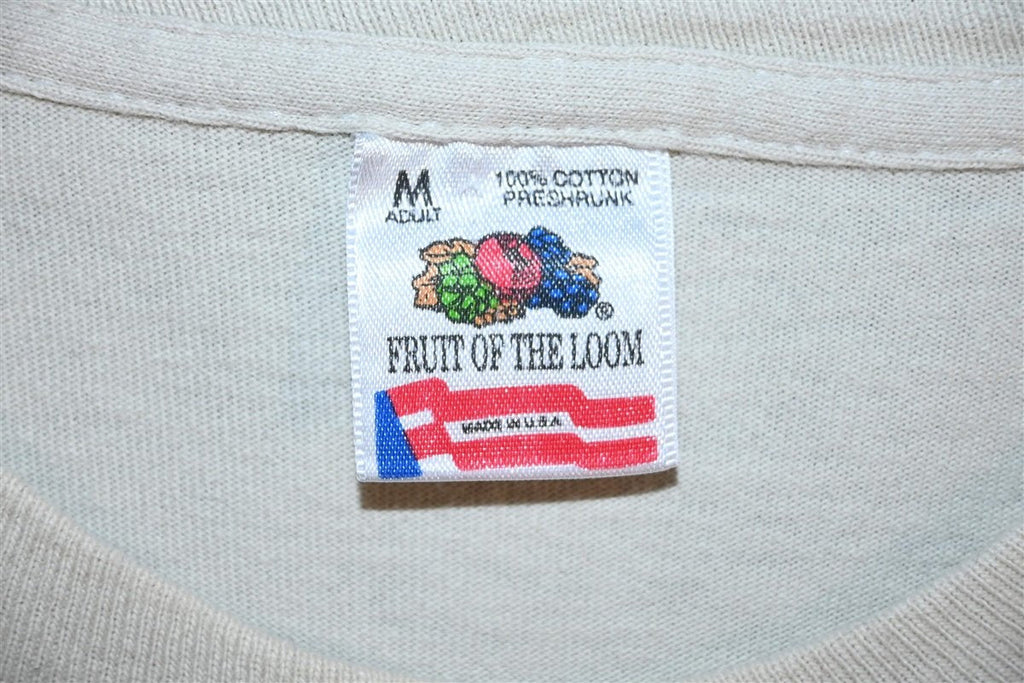 M
ADULT
100% COTTON
PRESHRUNK
®
FRUIT OF THE LOOM
MADE IN U.S.A.